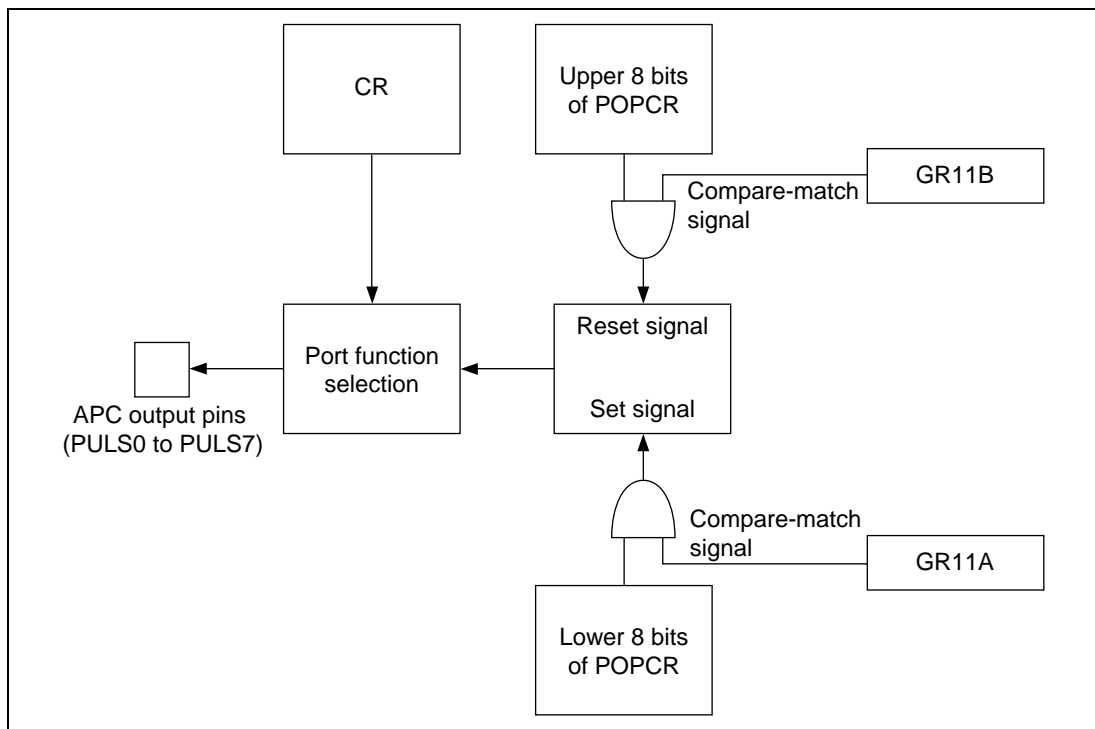 CR
Upper 8 bits
of POPCR
GR11B
Compare-match
signal
Reset signal
Port function
selection
Set signal
APC output pins
(PULS0 to PULS7)
Compare-match
signal
GR11A
Lower 8 bits
of POPCR